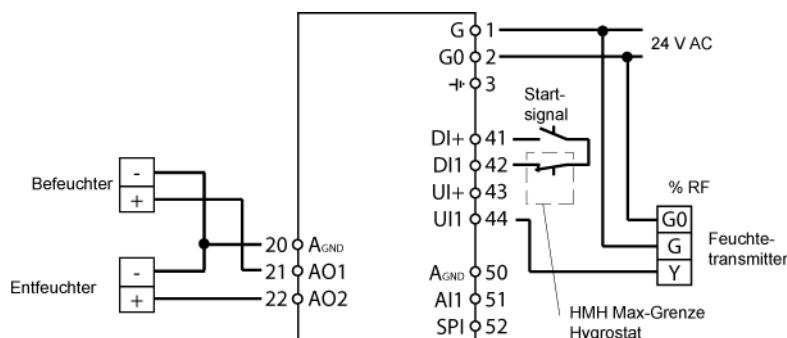 G 1
G0 2
24 V AC
3
Start-
signal
DI+ 41
DI1 42
UI+ 43
UI1 44
% RF
G0
G
Y
Feuchte-
transmitter
Befeuchter
-
+
20 AGND
21 AO1
22 AO2
Entfeuchter
-
+
AGND 50
AI1 51
SPI 52
HMH Max-Grenze
Hygrostat